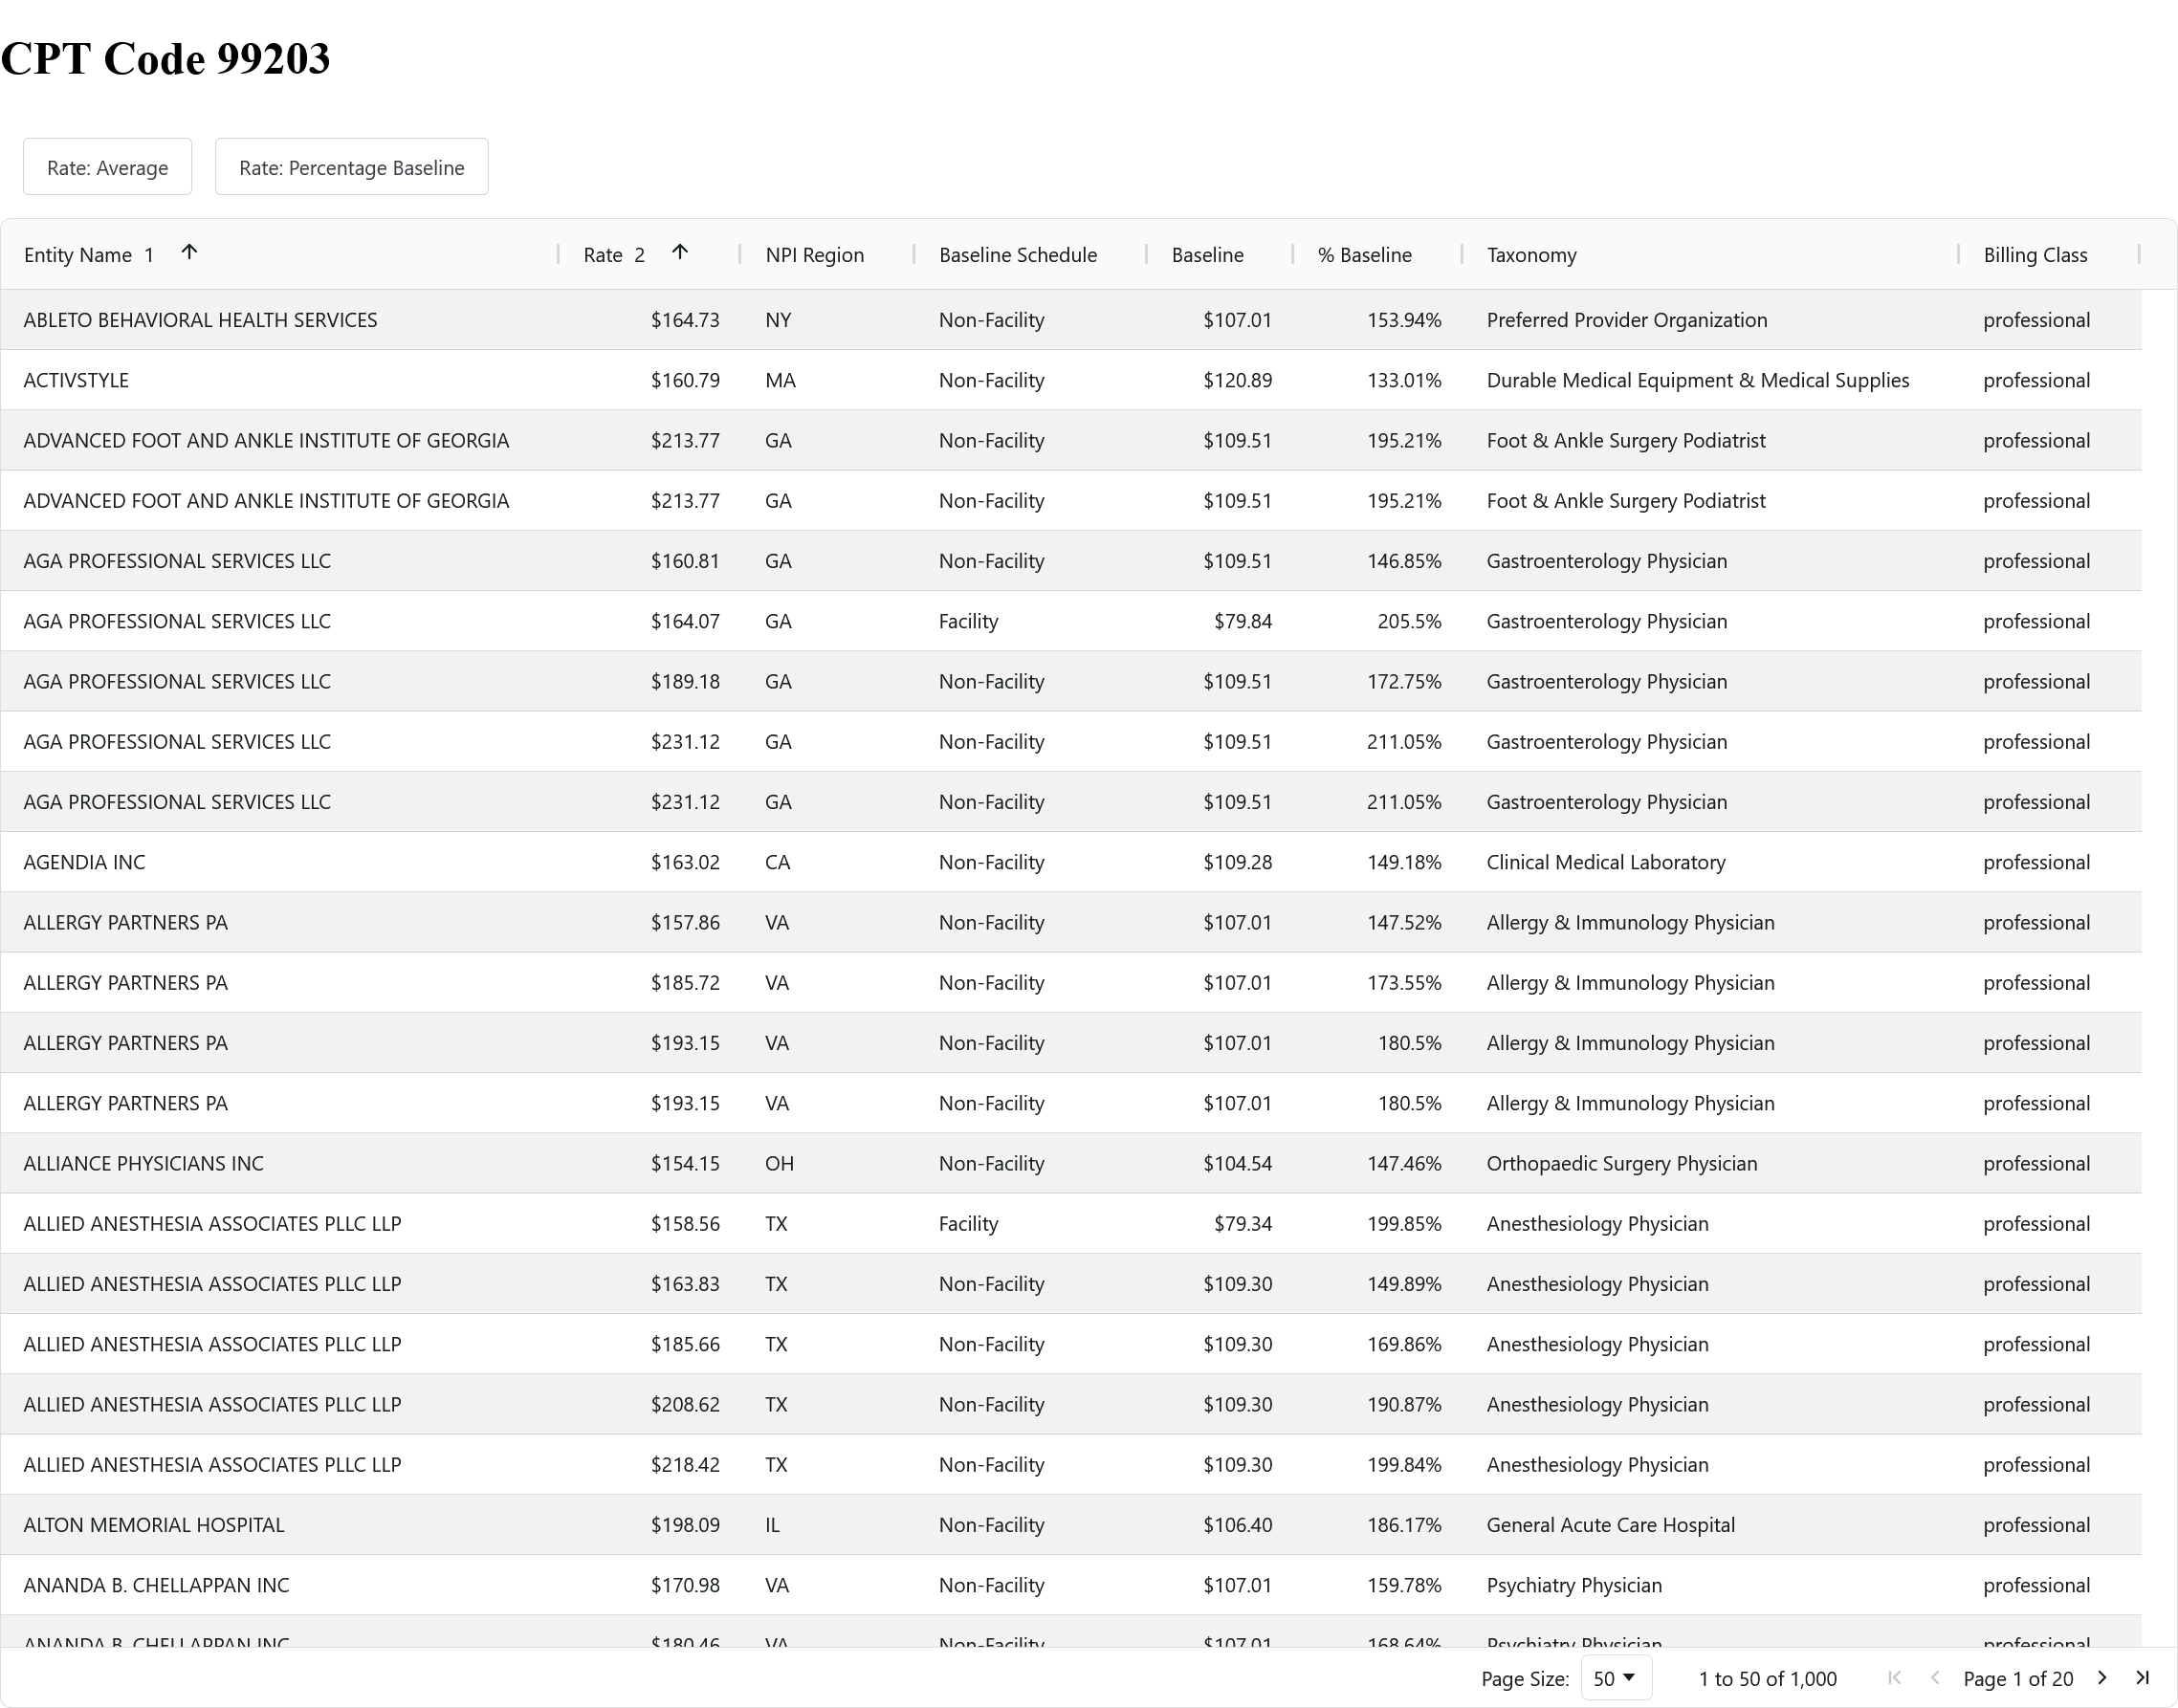 CPT Code 99203
Rate: Average Rate: Percentage Baseline
Entity Name 1 Rate 2 NPI Region Baseline Schedule Baseline % Baseline Taxonomy Billing Class
ABLETO BEHAVIORAL HEALTH SERVICES $164.73 NY Non-Facility $107.01 153.94% Preferred Provider Organization professional
ACTIVSTYLE $160.79 MA Non-Facility $120.89 133.01% Durable Medical Equipment & Medical Supplies professional
ADVANCED FOOT AND ANKLE INSTITUTE OF GEORGIA $213.77 GA Non-Facility $109.51 195.21% Foot & Ankle Surgery Podiatrist professional
ADVANCED FOOT AND ANKLE INSTITUTE OF GEORGIA $213.77 GA Non-Facility $109.51 195.21% Foot & Ankle Surgery Podiatrist professional
AGA PROFESSIONAL SERVICES LLC $160.81 GA Non-Facility $109.51 146.85% Gastroenterology Physician professional
AGA PROFESSIONAL SERVICES LLC $164.07 GA Facility $79.84 205.5% Gastroenterology Physician professional
AGA PROFESSIONAL SERVICES LLC $189.18 GA Non-Facility $109.51 172.75% Gastroenterology Physician professional
AGA PROFESSIONAL SERVICES LLC $231.12 GA Non-Facility $109.51 211.05% Gastroenterology Physician professional
AGA PROFESSIONAL SERVICES LLC $231.12 GA Non-Facility $109.51 211.05% Gastroenterology Physician professional
AGENDIA INC $163.02 CA Non-Facility $109.28 149.18% Clinical Medical Laboratory professional
ALLERGY PARTNERS PA $157.86 VA Non-Facility $107.01 147.52% Allergy & Immunology Physician professional
ALLERGY PARTNERS PA $185.72 VA Non-Facility $107.01 173.55% Allergy & Immunology Physician professional
ALLERGY PARTNERS PA $193.15 VA Non-Facility $107.01 180.5% Allergy & Immunology Physician professional
ALLERGY PARTNERS PA $193.15 VA Non-Facility $107.01 180.5% Allergy & Immunology Physician professional
ALLIANCE PHYSICIANS INC $154.15 OH Non-Facility $104.54 147.46% Orthopaedic Surgery Physician professional
ALLIED ANESTHESIA ASSOCIATES PLLC LLP $158.56 TX Facility $79.34 199.85% Anesthesiology Physician professional
ALLIED ANESTHESIA ASSOCIATES PLLC LLP $163.83 TX Non-Facility $109.30 149.89% Anesthesiology Physician professional
ALLIED ANESTHESIA ASSOCIATES PLLC LLP $185.66 TX Non-Facility $109.30 169.86% Anesthesiology Physician professional
ALLIED ANESTHESIA ASSOCIATES PLLC LLP $208.62 TX Non-Facility $109.30 190.87% Anesthesiology Physician professional
ALLIED ANESTHESIA ASSOCIATES PLLC LLP $218.42 TX Non-Facility $109.30 199.84% Anesthesiology Physician professional
ALTON MEMORIAL HOSPITAL $198.09 IL Non-Facility $106.40 186.17% General Acute Care Hospital professional
ANANDA B. CHELLAPPAN INC $170.98 VA Non-Facility $107.01 159.78% Psychiatry Physician professional
ANANDA B. CHELLAPPAN INC $180.46 VA Non-Facility $107.01 168.64% Psychiatry Physician professional
Page Size: 50 1 to 50 of 1,000 Page 1 of 20